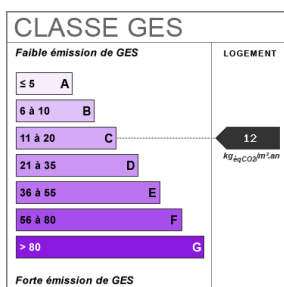 CLASSE GES
Faible émission de GES
LOGEMENT
≤ 5 A
6 à 10 B
11 à 20 C
12
kgéqCO2/m².an
21 à 35 D
36 à 55 E
56 à 80 F
> 80 G
Forte émission de GES